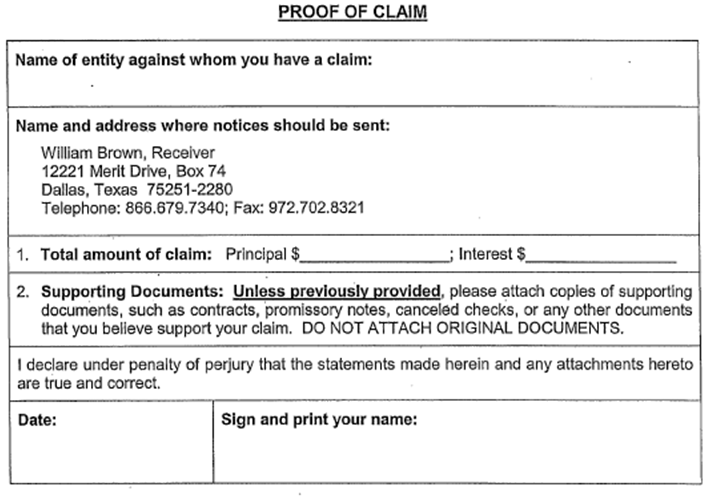 PROOF OF CLAIM
Name of entity against whom you have a claim:
Name and address where notices should be sent:
William Brown, Receiver
12221 Merit Drive, Box 74
Dallas, Texas 75251-2280
Telephone: 866.679.7340; Fax: 972.702.8321
1. Total amount of claim: Principal $________________; Interest $________________
2. Supporting Documents: Unless previously provided, please attach copies of supporting
documents, such as contracts, promissory notes, canceled checks, or any other documents
that you believe support your claim. DO NOT ATTACH ORIGINAL DOCUMENTS.
I declare under penalty of perjury that the statements made herein and any attachments hereto
are true and correct.
Date:
Sign and print your name: